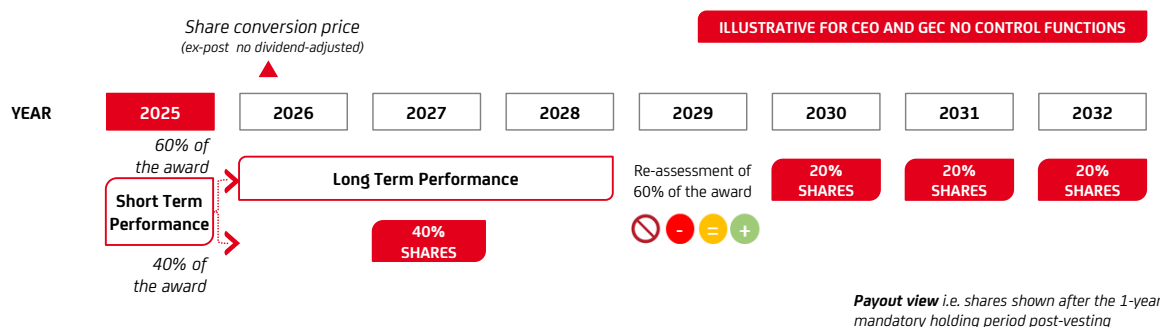 Share conversion price
(ex-post no dividend-adjusted)
ILLUSTRATIVE FOR CEO AND GEC NO CONTROL FUNCTIONS
YEAR
2025
2026
2027
2028
2029
2030
2031
2032
60% of
the award
Short Term
Performance
40% of
the award
Long Term Performance
40%
SHARES
Re-assessment of
60% of the award
- = +
20%
SHARES
20%
SHARES
20%
SHARES
Payout view i.e. shares shown after the 1-year
mandatory holding period post-vesting